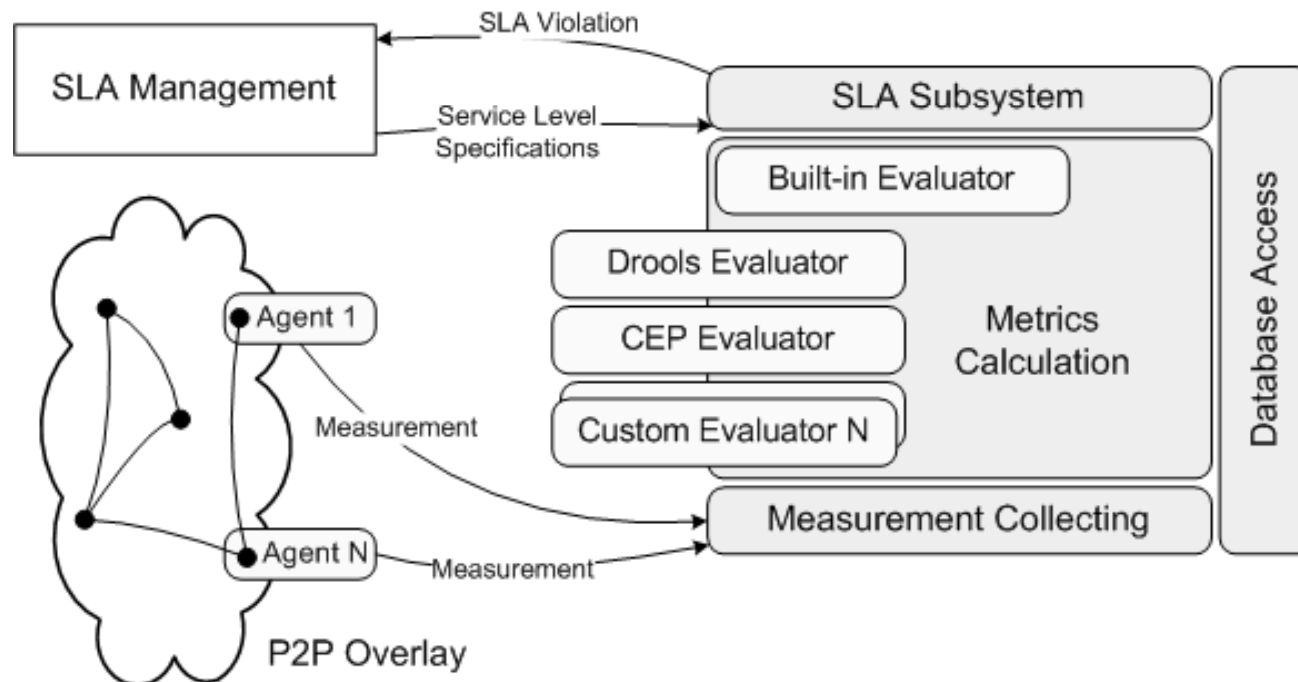 SLA Violation
SLA Management
Service Level
Specifications
SLA Subsystem
Built-in Evaluator
Drools Evaluator
CEP Evaluator
Custom Evaluator N
Metrics
Calculation
Database Access
Agent 1
Measurement
Measurement Collecting
Agent N
Measurement
P2P Overlay